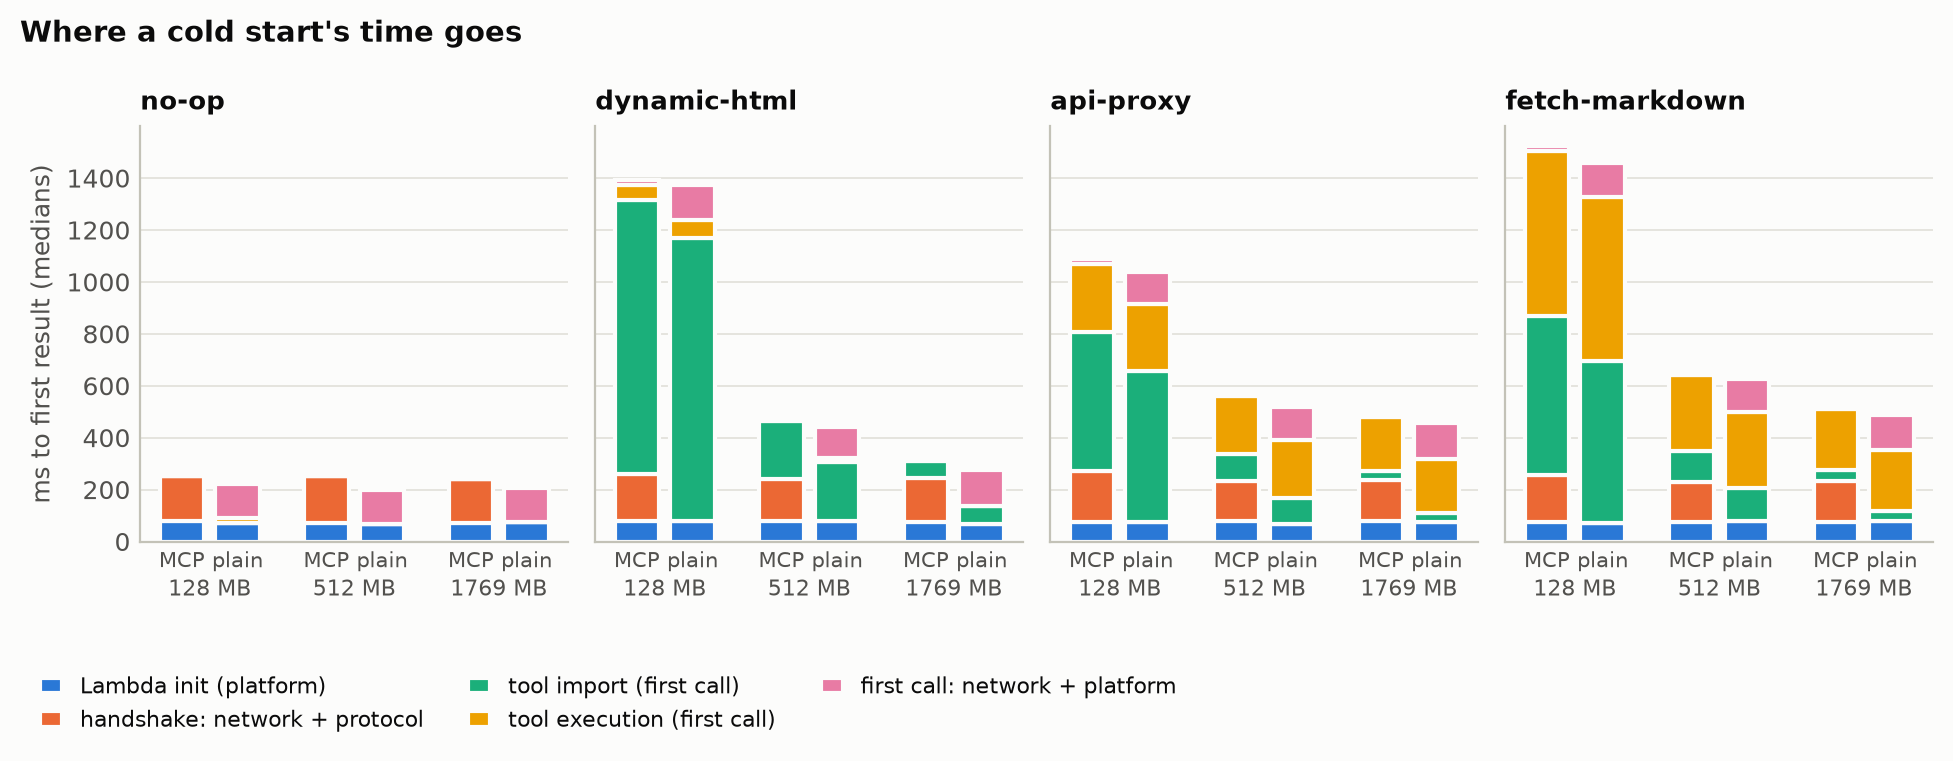 Where a cold start's time goes
no-op
dynamic-html
api-proxy
fetch-markdown
ms to first result (medians)
1400
1200
1000
800
600
400
200
0
MCP plain MCP plain MCP plain
128 MB 512 MB 1769 MB
MCP plain MCP plain MCP plain
128 MB 512 MB 1769 MB
MCP plain MCP plain MCP plain
128 MB 512 MB 1769 MB
MCP plain MCP plain MCP plain
128 MB 512 MB 1769 MB
Lambda init (platform)
handshake: network + protocol
tool import (first call)
tool execution (first call)
first call: network + platform